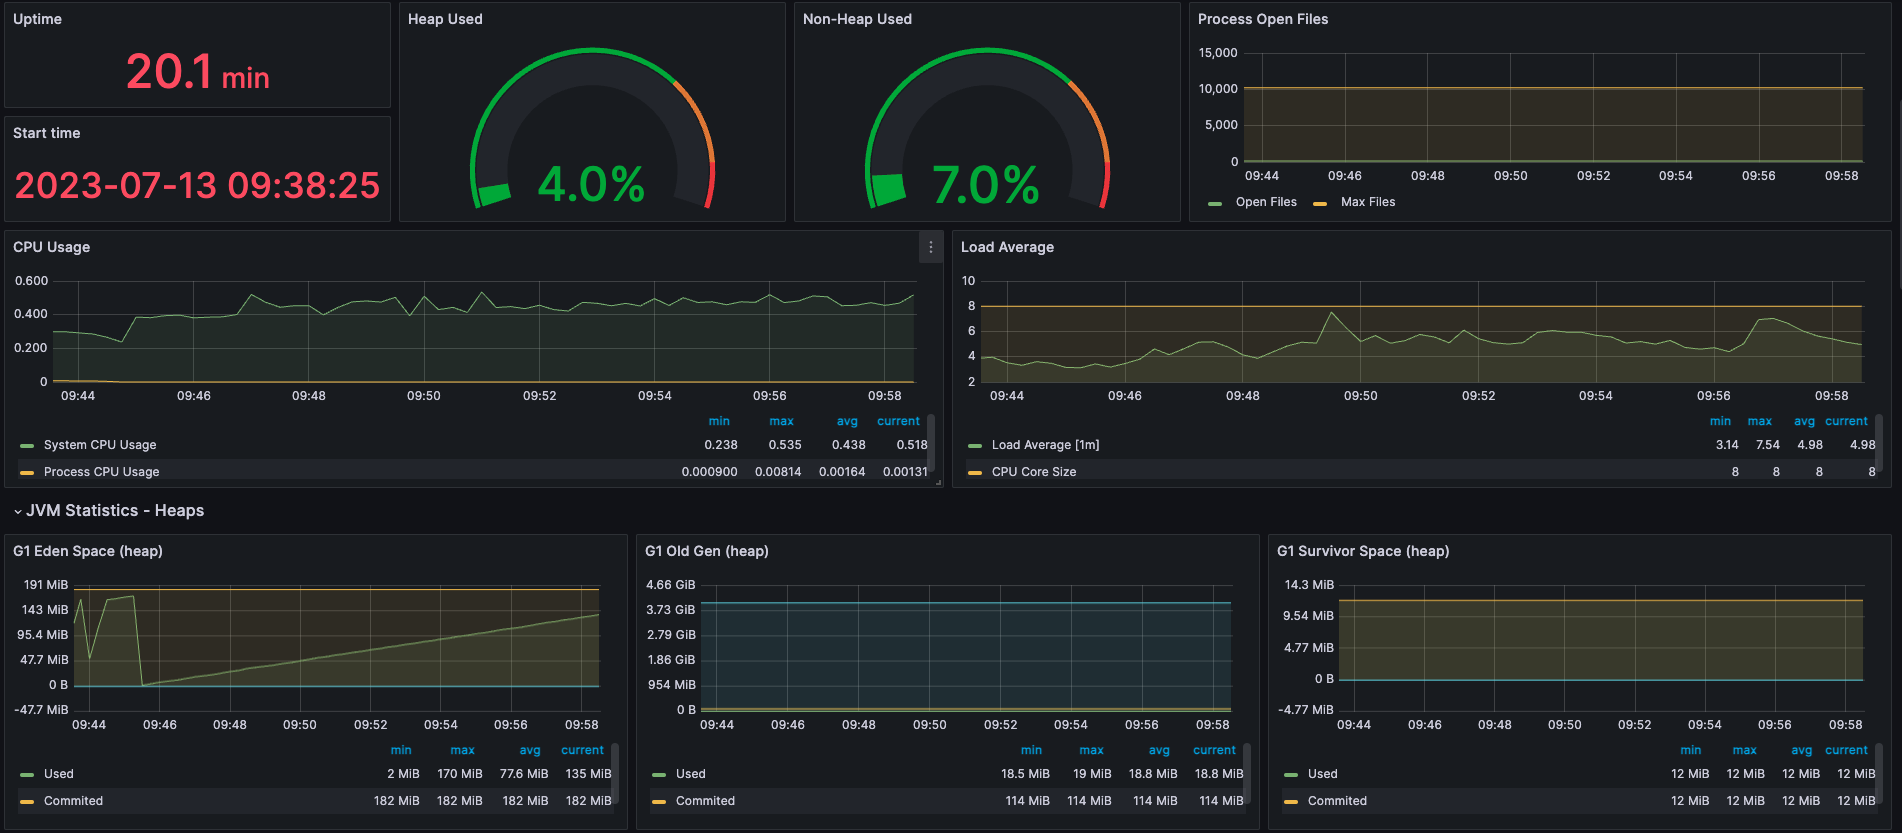 Uptime
20.1 min
Start time
2023-07-13 09:38:25
Heap Used
4.0%
Non-Heap Used
7.0%
Process Open Files
15,000
10,000
5,000
0
09:44 09:46 09:48 09:50 09:52 09:54 09:56 09:58
Open Files Max Files
CPU Usage
0.600
0.400
0.200
0
09:44 09:46 09:48 09:50 09:52 09:54 09:56 09:58
min max avg current
System CPU Usage 0.238 0.535 0.438 0.518
Process CPU Usage 0.000900 0.00814 0.00164 0.00131
Load Average
10
8
6
4
2
09:44 09:46 09:48 09:50 09:52 09:54 09:56 09:58
min max avg current
Load Average [1m] 3.14 7.54 4.98 4.98
CPU Core Size 8 8 8 8
JVM Statistics - Heaps
G1 Eden Space (heap)
191 MiB
143 MiB
95.4 MiB
47.7 MiB
0 B
-47.7 MiB
09:44 09:46 09:48 09:50 09:52 09:54 09:56 09:58
min max avg current
Used 2 MiB 170 MiB 77.6 MiB 135 MiB
Commited 182 MiB 182 MiB 182 MiB 182 MiB
G1 Old Gen (heap)
4.66 GiB
3.73 GiB
2.79 GiB
1.86 GiB
954 MiB
0 B
09:44 09:46 09:48 09:50 09:52 09:54 09:56 09:58
min max avg current
Used 18.5 MiB 19 MiB 18.8 MiB 18.8 MiB
Commited 114 MiB 114 MiB 114 MiB 114 MiB
G1 Survivor Space (heap)
14.3 MiB
9.54 MiB
4.77 MiB
0 B
-4.77 MiB
09:44 09:46 09:48 09:50 09:52 09:54 09:56 09:58
min max avg current
Used 12 MiB 12 MiB 12 MiB 12 MiB
Commited 12 MiB 12 MiB 12 MiB 12 MiB